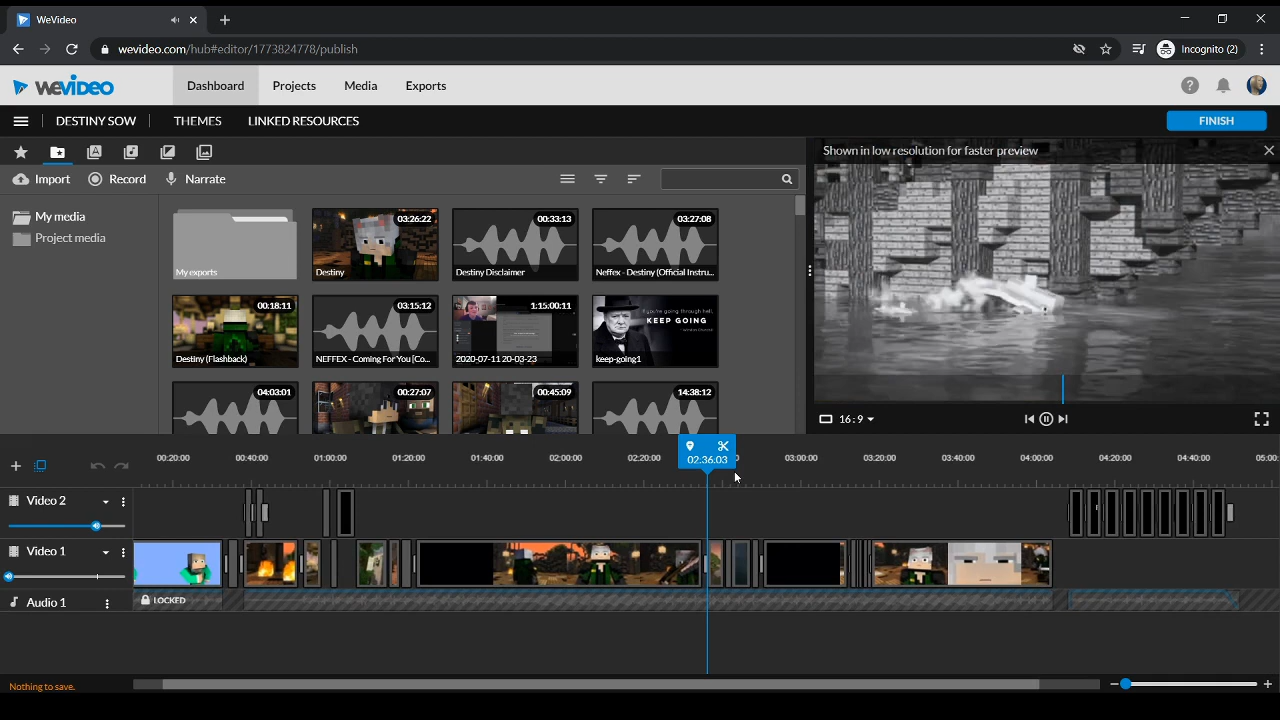 WeVideo
wevideo.com/hub#editor/1773824778/publish
Incognito (2)
WEVIDEO
Dashboard
Projects
Media
Exports
DESTINY SOW
THEMES
LINKED RESOURCES
FINISH
Shown in low resolution for faster preview
Import
Record
Narrate
My media
Project media
My exports
03:26:22
Destiny
00:33:13
Destiny Disclaimer
03:27:08
Neffex - Destiny (Official Instru...
00:18:11
Destiny (Flashback)
03:15:12
NEFFEX - Coming For You [Co...
1:15:00:11
2020-07-11 20-03-23
If you're going through hell,
KEEP GOING
keep-going1
04:03:01
00:27:07
00:45:09
14:38:12
16:9
00:20:00
00:40:00
01:00:00
01:20:00
01:40:00
02:00:00
02:20:00
02:36.03
03:00:00
03:20:00
03:40:00
04:00:00
04:20:00
04:40:00
05:00:
Video 2
Video 1
Audio 1
LOCKED
Nothing to save.